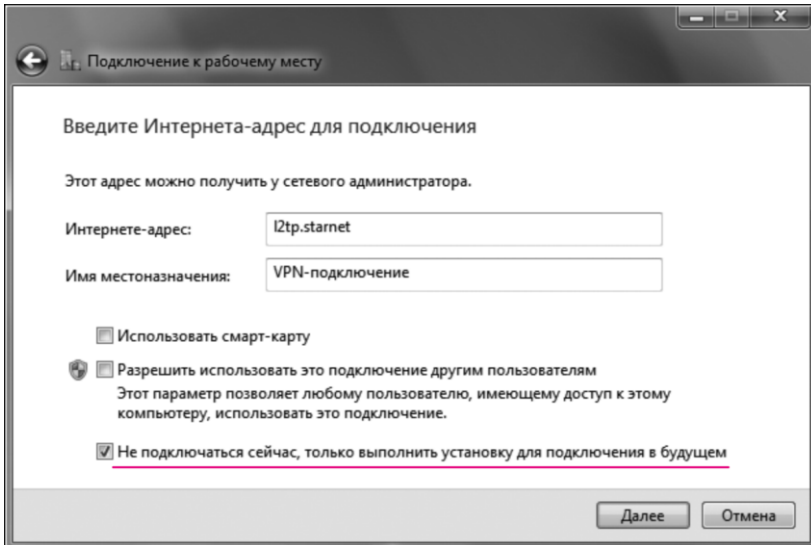 Подключение к рабочему месту
Введите Интернета-адрес для подключения
Этот адрес можно получить у сетевого администратора.
Интернете-адрес:
l2tp.starnet
Имя местоназначения:
VPN-подключение
Использовать смарт-карту
Разрешить использовать это подключение другим пользователям
Этот параметр позволяет любому пользователю, имеющему доступ к этому
компьютеру, использовать это подключение.
Не подключаться сейчас, только выполнить установку для подключения в будущем
Далее
Отмена